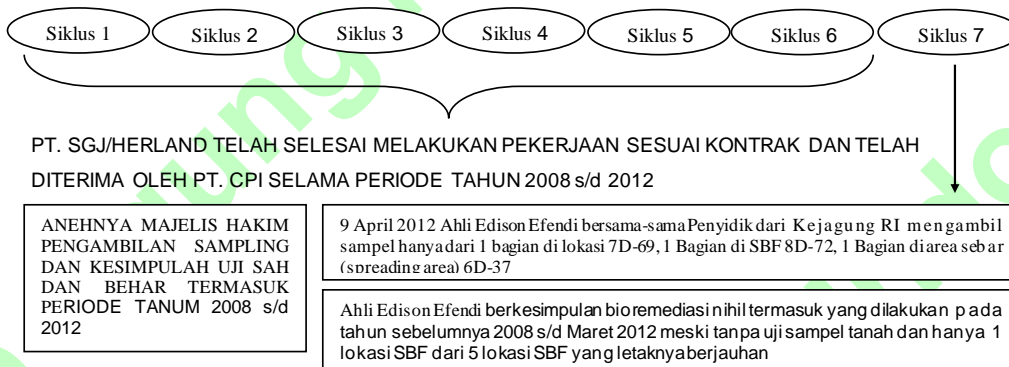 Siklus 1 Siklus 2 Siklus 3 Siklus 4 Siklus 5 Siklus 6 Siklus 7
PT. SGJ/HERLAND TELAH SELESAI MELAKUKAN PEKERJAAN SESUAI KONTRAK DAN TELAH
DITERIMA OLEH PT. CPI SELAMA PERIODE TAHUN 2008 s/d 2012
ANEHNYA MAJELIS HAKIM
PENGAMBILAN SAMPLING
DAN KESIMPULAH UJI SAH
DAN BEHAR TERMASUK
PERIODE TANUM 2008 s/d
2012
9 April 2012 Ahli Edison Efendi bersama-sama Penyidik dari Kejagung RI mengambil
sampel hanya dari 1 bagian di lokasi 7D-69, 1 Bagian di SBF 8D-72, 1 Bagian di area sebar
(spreading area) 6D-37
Ahli Edison Efendi berkesimpulan bioremediasi nihil termasuk yang dilakukan pada
tahun sebelumnya 2008 s/d Maret 2012 meski tanpa uji sampel tanah dan hanya 1
lokasi SBF dari 5 lokasi SBF yang letaknya berjauhan